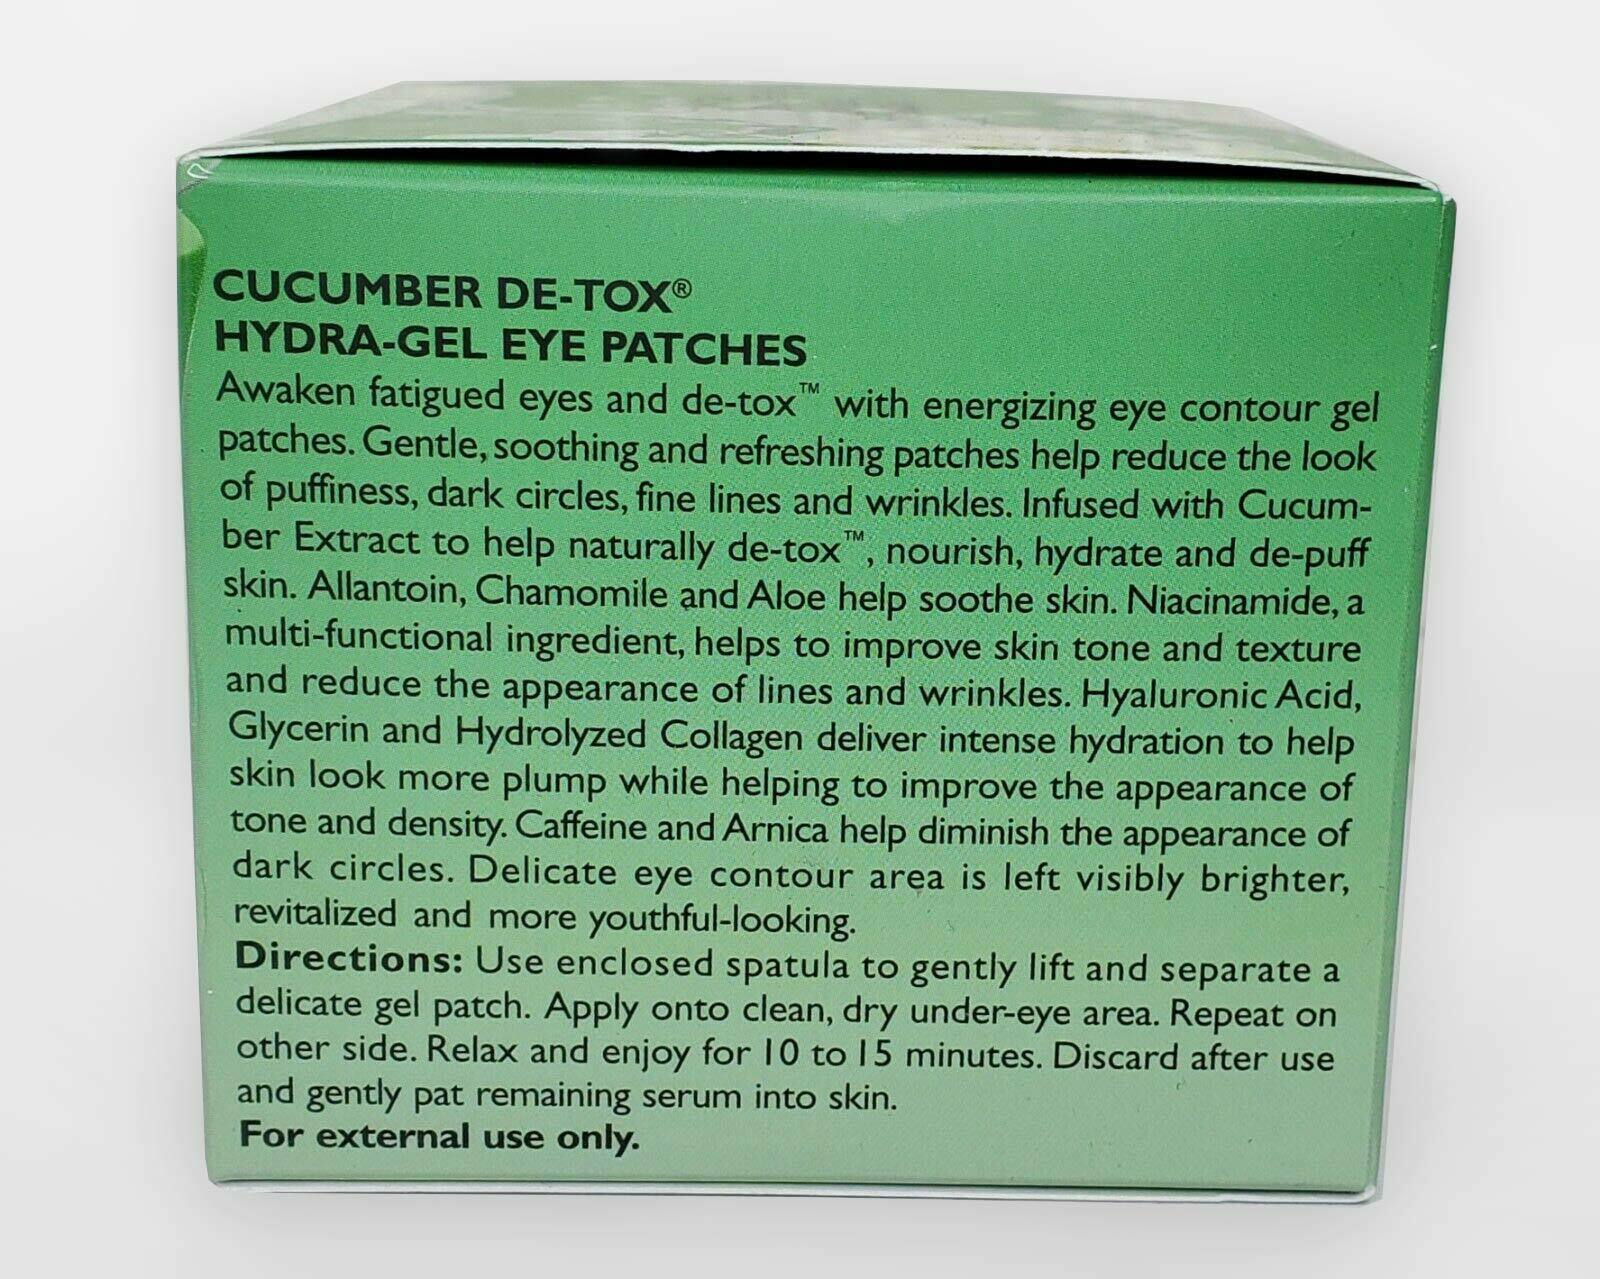 CUCUMBER DE-TOX®
HYDRA-GEL EYE PATCHES
Awaken fatigued eyes and de-tox™ with energizing eye contour gel
patches. Gentle, soothing and refreshing patches help reduce the look
of puffiness, dark circles, fine lines and wrinkles. Infused with Cucum-
ber Extract to help naturally de-tox™, nourish, hydrate and de-puff
skin. Allantoin, Chamomile and Aloe help soothe skin. Niacinamide, a
multi-functional ingredient, helps to improve skin tone and texture
and reduce the appearance of lines and wrinkles. Hyaluronic Acid,
Glycerin and Hydrolyzed Collagen deliver intense hydration to help
skin look more plump while helping to improve the appearance of
tone and density. Caffeine and Arnica help diminish the appearance of
dark circles. Delicate eye contour area is left visibly brighter,
revitalized and more youthful-looking.
Directions: Use enclosed spatula to gently lift and separate a
delicate gel patch. Apply onto clean, dry under-eye area. Repeat on
other side. Relax and enjoy for 10 to 15 minutes. Discard after use
and gently pat remaining serum into skin.
For external use only.